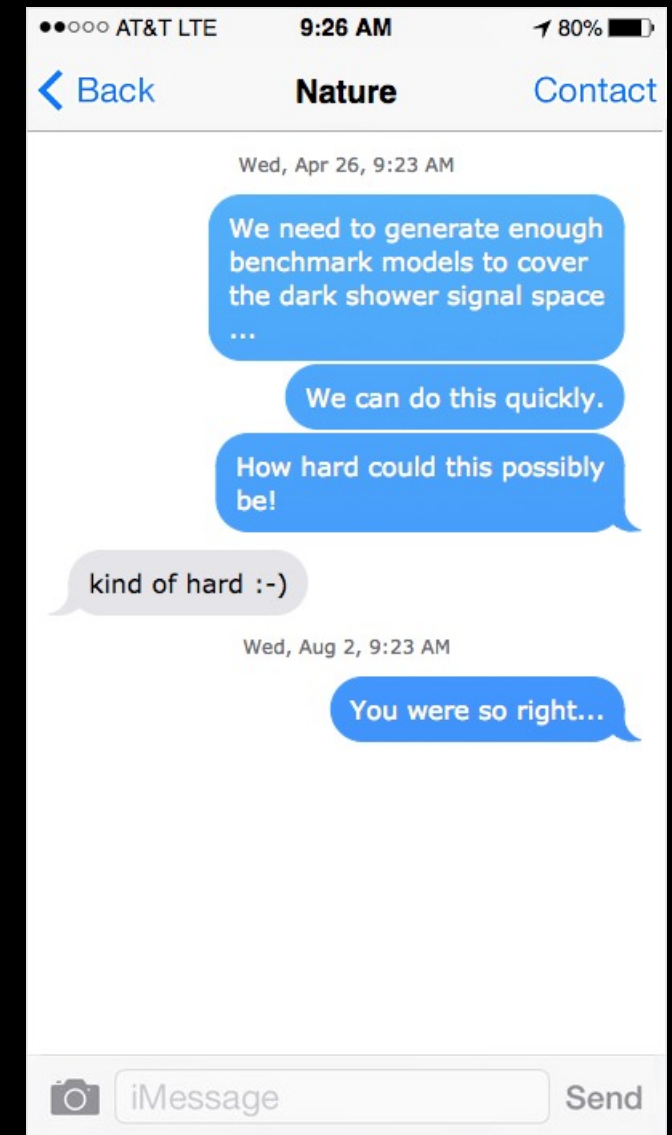 AT&T LTE 9:26 AM 80%
Back Nature Contact
Wed, Apr 26, 9:23 AM
We need to generate enough
benchmark models to cover
the dark shower signal space
...
We can do this quickly.
How hard could this possibly
be!
kind of hard :-)
Wed, Aug 2, 9:23 AM
You were so right...
iMessage Send